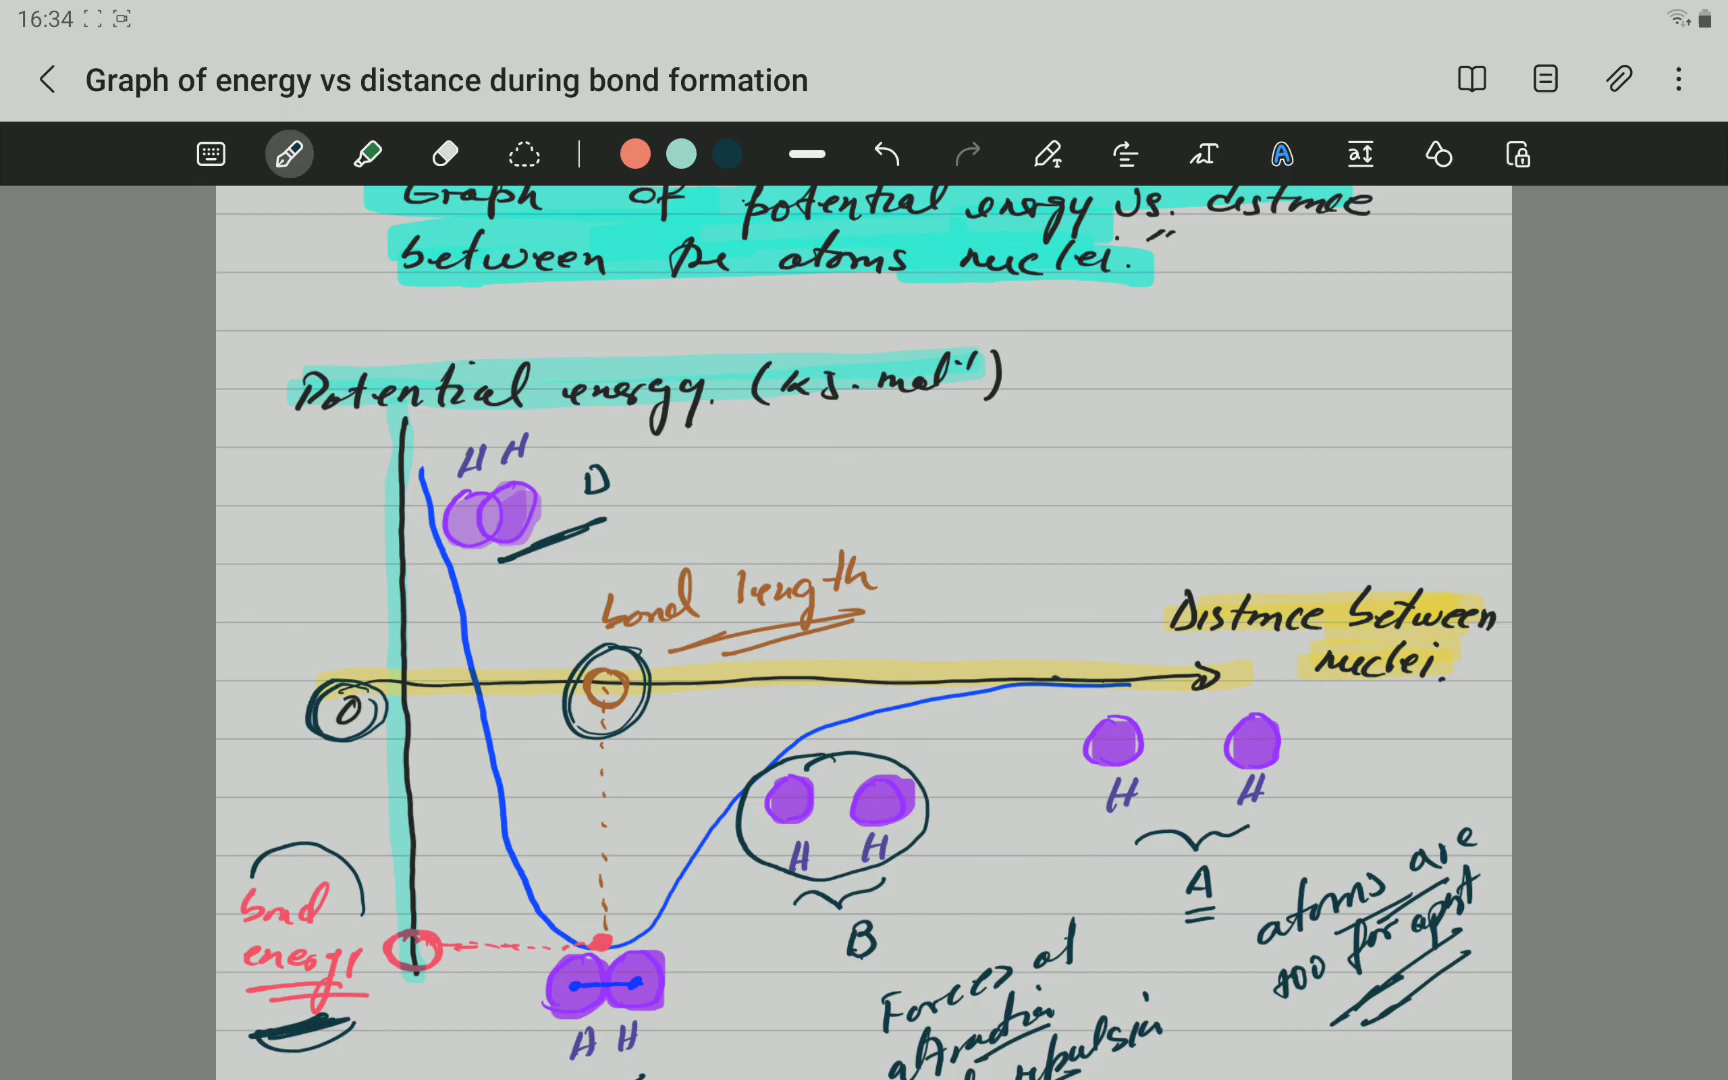 16:34
Graph of energy vs distance during bond formation
Graph of potential energy vs. distance
between the atoms nuclei.
Potential energy. (kJ.mol-1)
H H
D
bond length
Distance between
nuclei.
0
H H
H H
A
B
atoms are
too far apart
bond
energy
Forces of
attraction
repulsion
H H